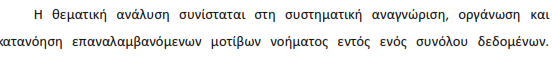 Η θεματική ανάλυση συνίσταται στη συστηματική αναγνώριση, οργάνωση και
κατανόηση επαναλαμβανόμενων μοτίβων νοήματος εντός ενός συνόλου δεδομένων.